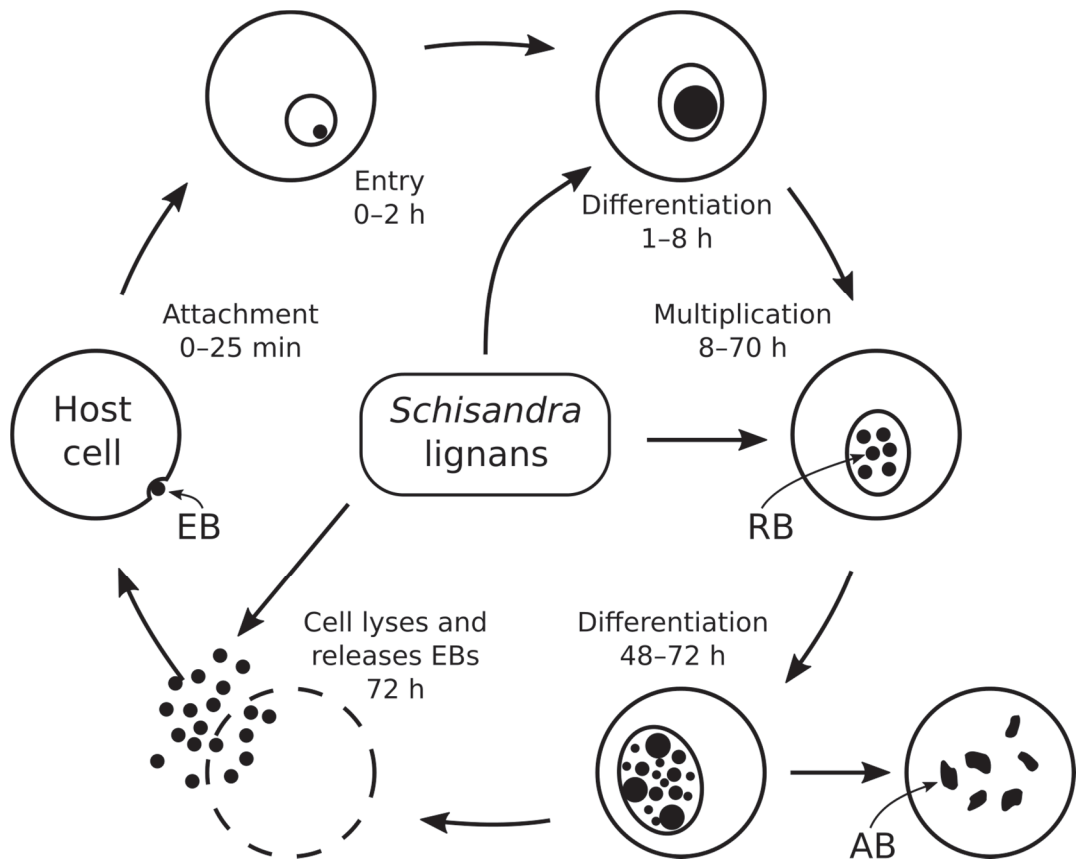 Entry
0–2 h
Differentiation
1–8 h
Attachment
0–25 min
Multiplication
8–70 h
Host
cell
Schisandra
lignans
EB
RB
Cell lyses and
releases EBs
72 h
Differentiation
48–72 h
AB